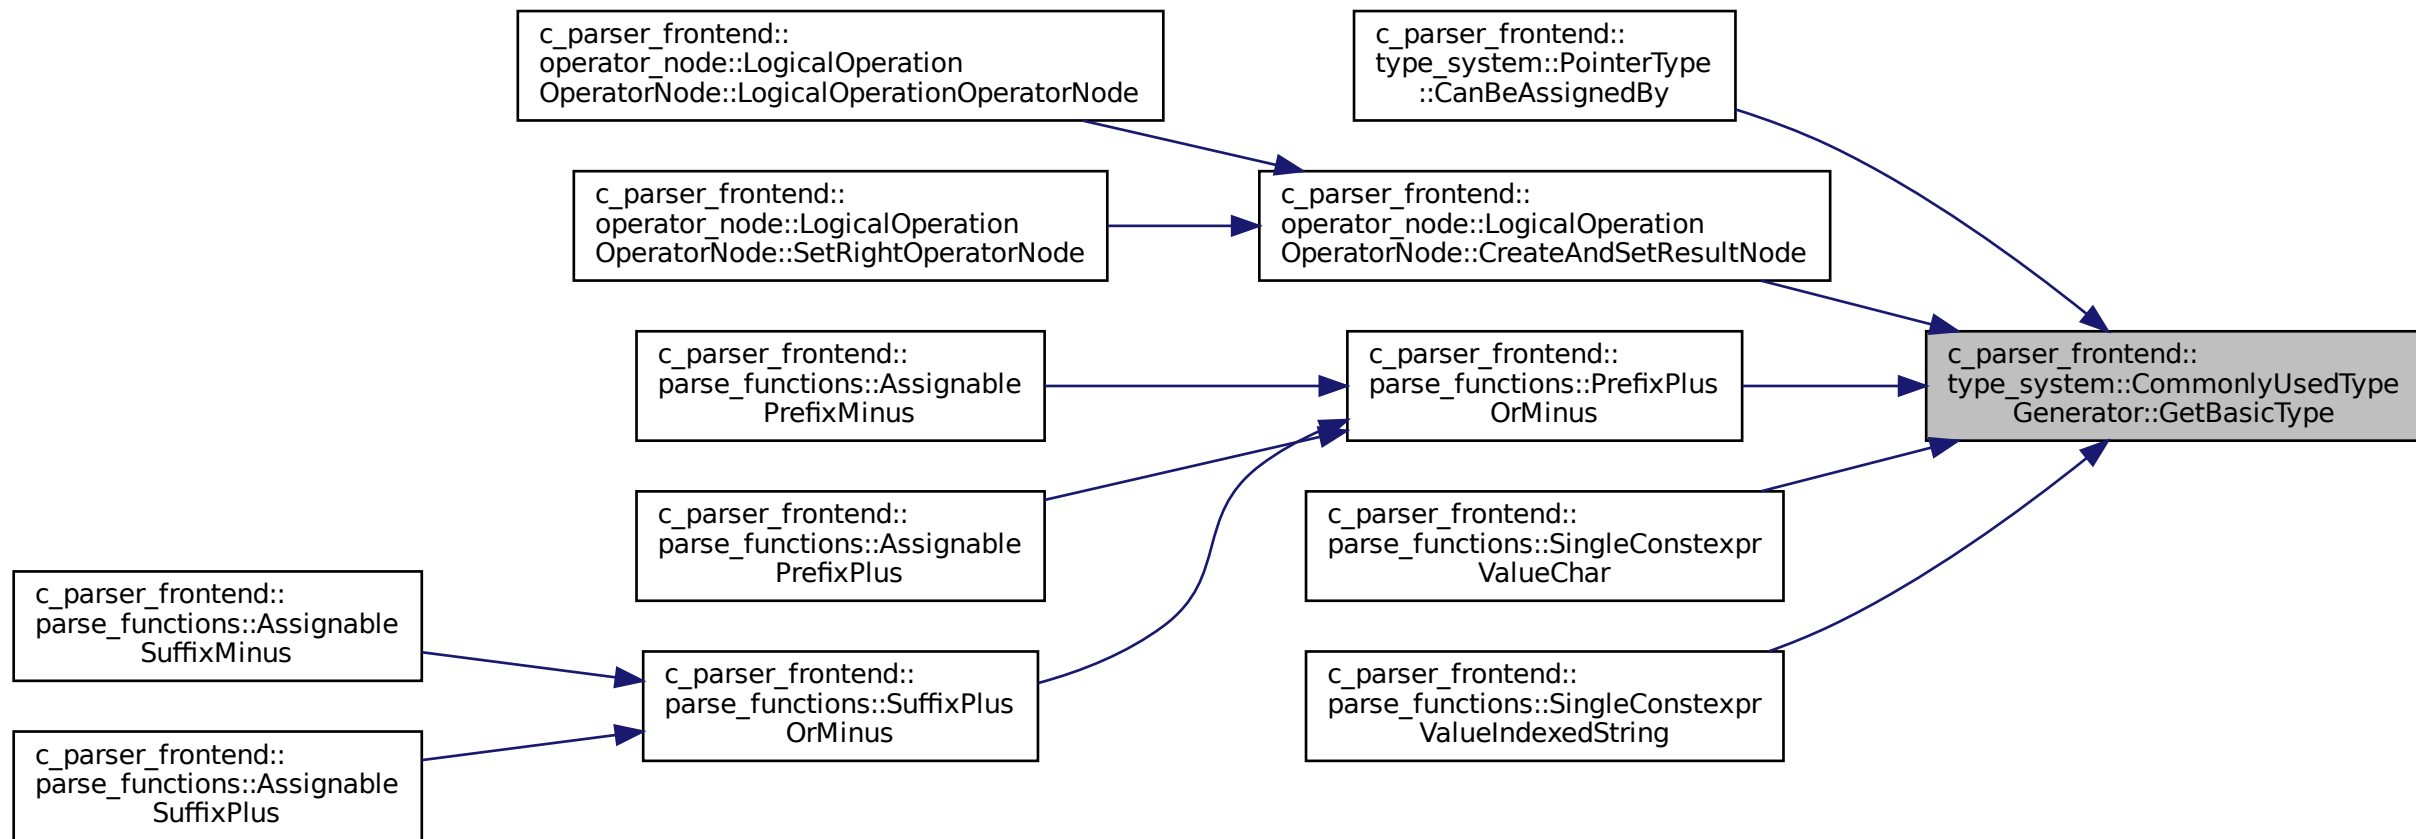 c_parser_frontend::
operator_node::LogicalOperation
OperatorNode::LogicalOperationOperatorNode
c_parser_frontend::
type_system::PointerType
::CanBeAssignedBy
c_parser_frontend::
operator_node::LogicalOperation
OperatorNode::SetRightOperatorNode
c_parser_frontend::
operator_node::LogicalOperation
OperatorNode::CreateAndSetResultNode
c_parser_frontend::
parse_functions::Assignable
PrefixMinus
c_parser_frontend::
parse_functions::PrefixPlus
OrMinus
c_parser_frontend::
type_system::CommonlyUsedType
Generator::GetBasicType
c_parser_frontend::
parse_functions::Assignable
PrefixPlus
c_parser_frontend::
parse_functions::SingleConstexpr
ValueChar
c_parser_frontend::
parse_functions::Assignable
SuffixMinus
c_parser_frontend::
parse_functions::SuffixPlus
OrMinus
c_parser_frontend::
parse_functions::SingleConstexpr
ValueIndexedString
c_parser_frontend::
parse_functions::Assignable
SuffixPlus